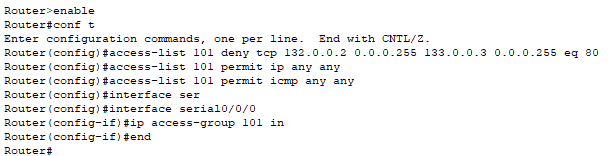 Router>enable
Router#conf t
Enter configuration commands, one per line.  End with CNTL/Z.
Router(config)#access-list 101 deny tcp 132.0.0.2 0.0.0.255 133.0.0.3 0.0.0.255 eq 80
Router(config)#access-list 101 permit ip any any
Router(config)#access-list 101 permit icmp any any
Router(config)#interface ser
Router(config)#interface serial0/0/0
Router(config-if)#ip access-group 101 in
Router(config-if)#end
Router#